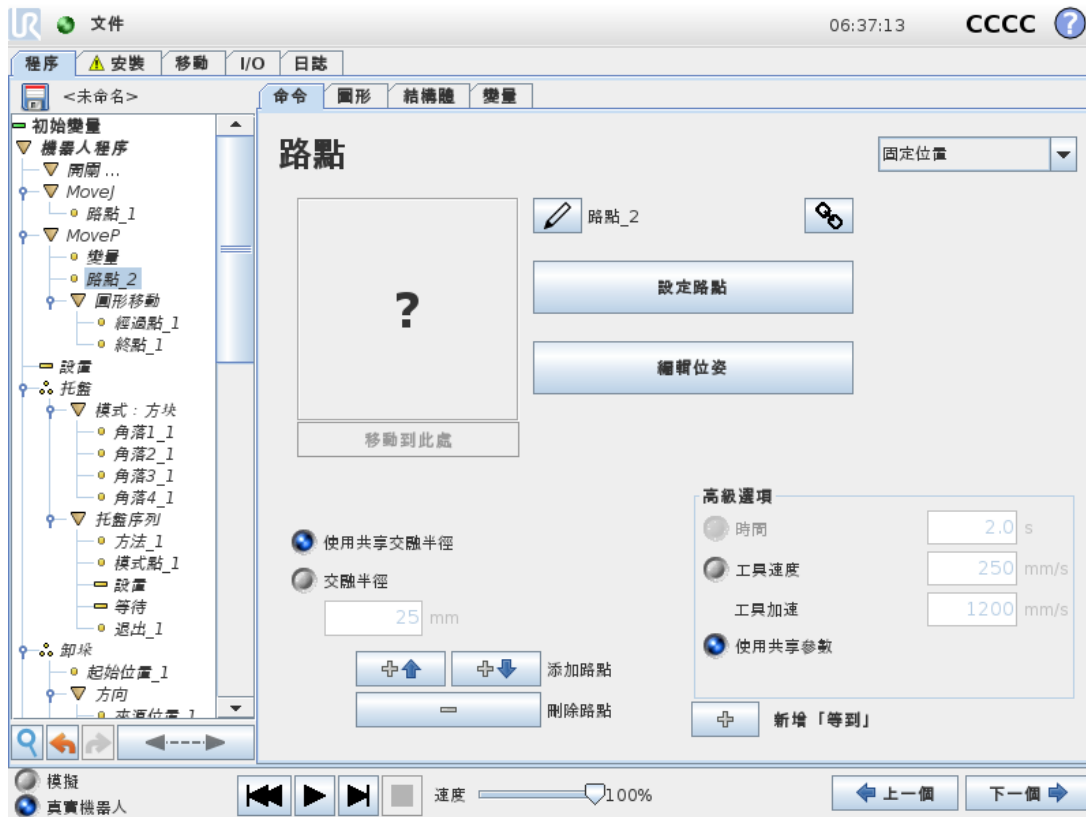 UR 文件 06:37:13 CCCC ?
程序 安裝 移動 I/O 日誌
<未命名>
命令 圖形 結構體 變量
初始變量
機器人程序
開關 ...
MoveJ
路點_1
MoveP
變量
路點_2
圓形移動
經過點_1
終點_1
設置
托盤
模式：方块
角落1_1
角落2_1
角落3_1
角落4_1
托盤序列
方法_1
模式點_1
設置
等待
退出_1
卸垛
起始位置_1
方向
來源位置_1
路點
固定位置
?
路點_2
設定路點
編輯位姿
移動到此處
使用共享交融半徑
交融半徑
25 mm
添加路點
刪除路點
高級選項
時間 2.0 s
工具速度 250 mm/s
工具加速 1200 mm/s
使用共享參數
新增「等到」
模擬
真實機器人
速度 100%
上一個 下一個